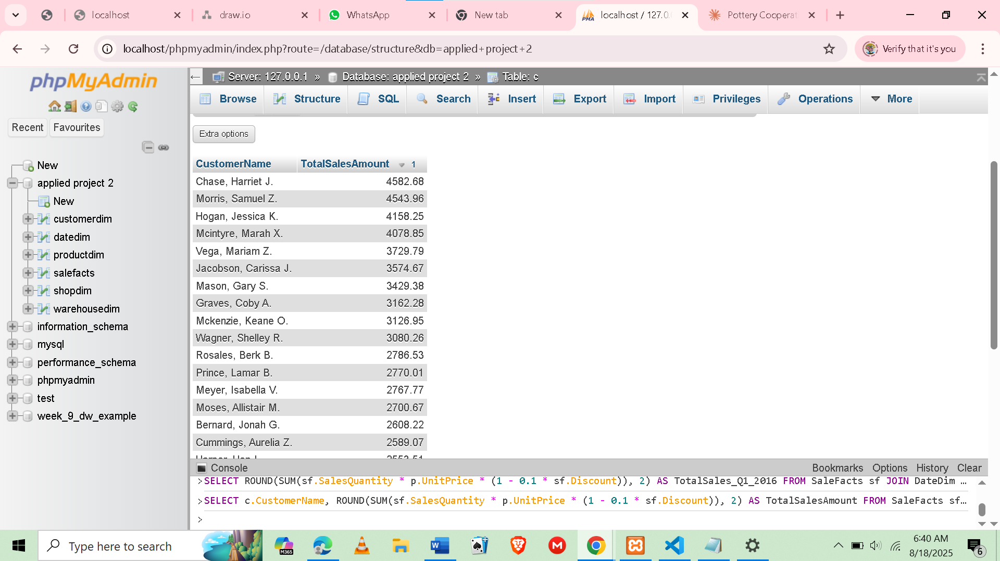 localhost
draw.io
WhatsApp
New tab
localhost / 127.0.
Pottery Cooperat
localhost/phpmyadmin/index.php?route=/database/structure&db=applied+project+2
Verify that it's you
phpMyAdmin
Recent
Favourites
New
applied project 2
New
customerdim
datedim
productdim
salefacts
shopdim
warehousedim
information_schema
mysql
performance_schema
phpmyadmin
test
week_9_dw_example
Server: 127.0.0.1 » Database: applied project 2 » Table: c
Browse
Structure
SQL
Search
Insert
Export
Import
Privileges
Operations
More
Extra options
CustomerName TotalSalesAmount 1
Chase, Harriet J. 4582.68
Morris, Samuel Z. 4543.96
Hogan, Jessica K. 4158.25
Mcintyre, Marah X. 4078.85
Vega, Mariam Z. 3729.79
Jacobson, Carissa J. 3574.67
Mason, Gary S. 3429.38
Graves, Coby A. 3162.28
Mckenzie, Keane O. 3126.95
Wagner, Shelley R. 3080.26
Rosales, Berk B. 2786.53
Prince, Lamar B. 2770.01
Meyer, Isabella V. 2767.77
Moses, Allistair M. 2700.67
Bernard, Jonah G. 2608.22
Cummings, Aurelia Z. 2589.07
Console
Bookmarks Options History Clear
>SELECT ROUND(SUM(sf.SalesQuantity * p.UnitPrice * (1 - 0.1 * sf.Discount)), 2) AS TotalSales_Q1_2016 FROM SaleFacts sf JOIN DateDim …
>SELECT c.CustomerName, ROUND(SUM(sf.SalesQuantity * p.UnitPrice * (1 - 0.1 * sf.Discount)), 2) AS TotalSalesAmount FROM SaleFacts sf…
>
Type here to search
M365
6:40 AM
8/18/2025
6